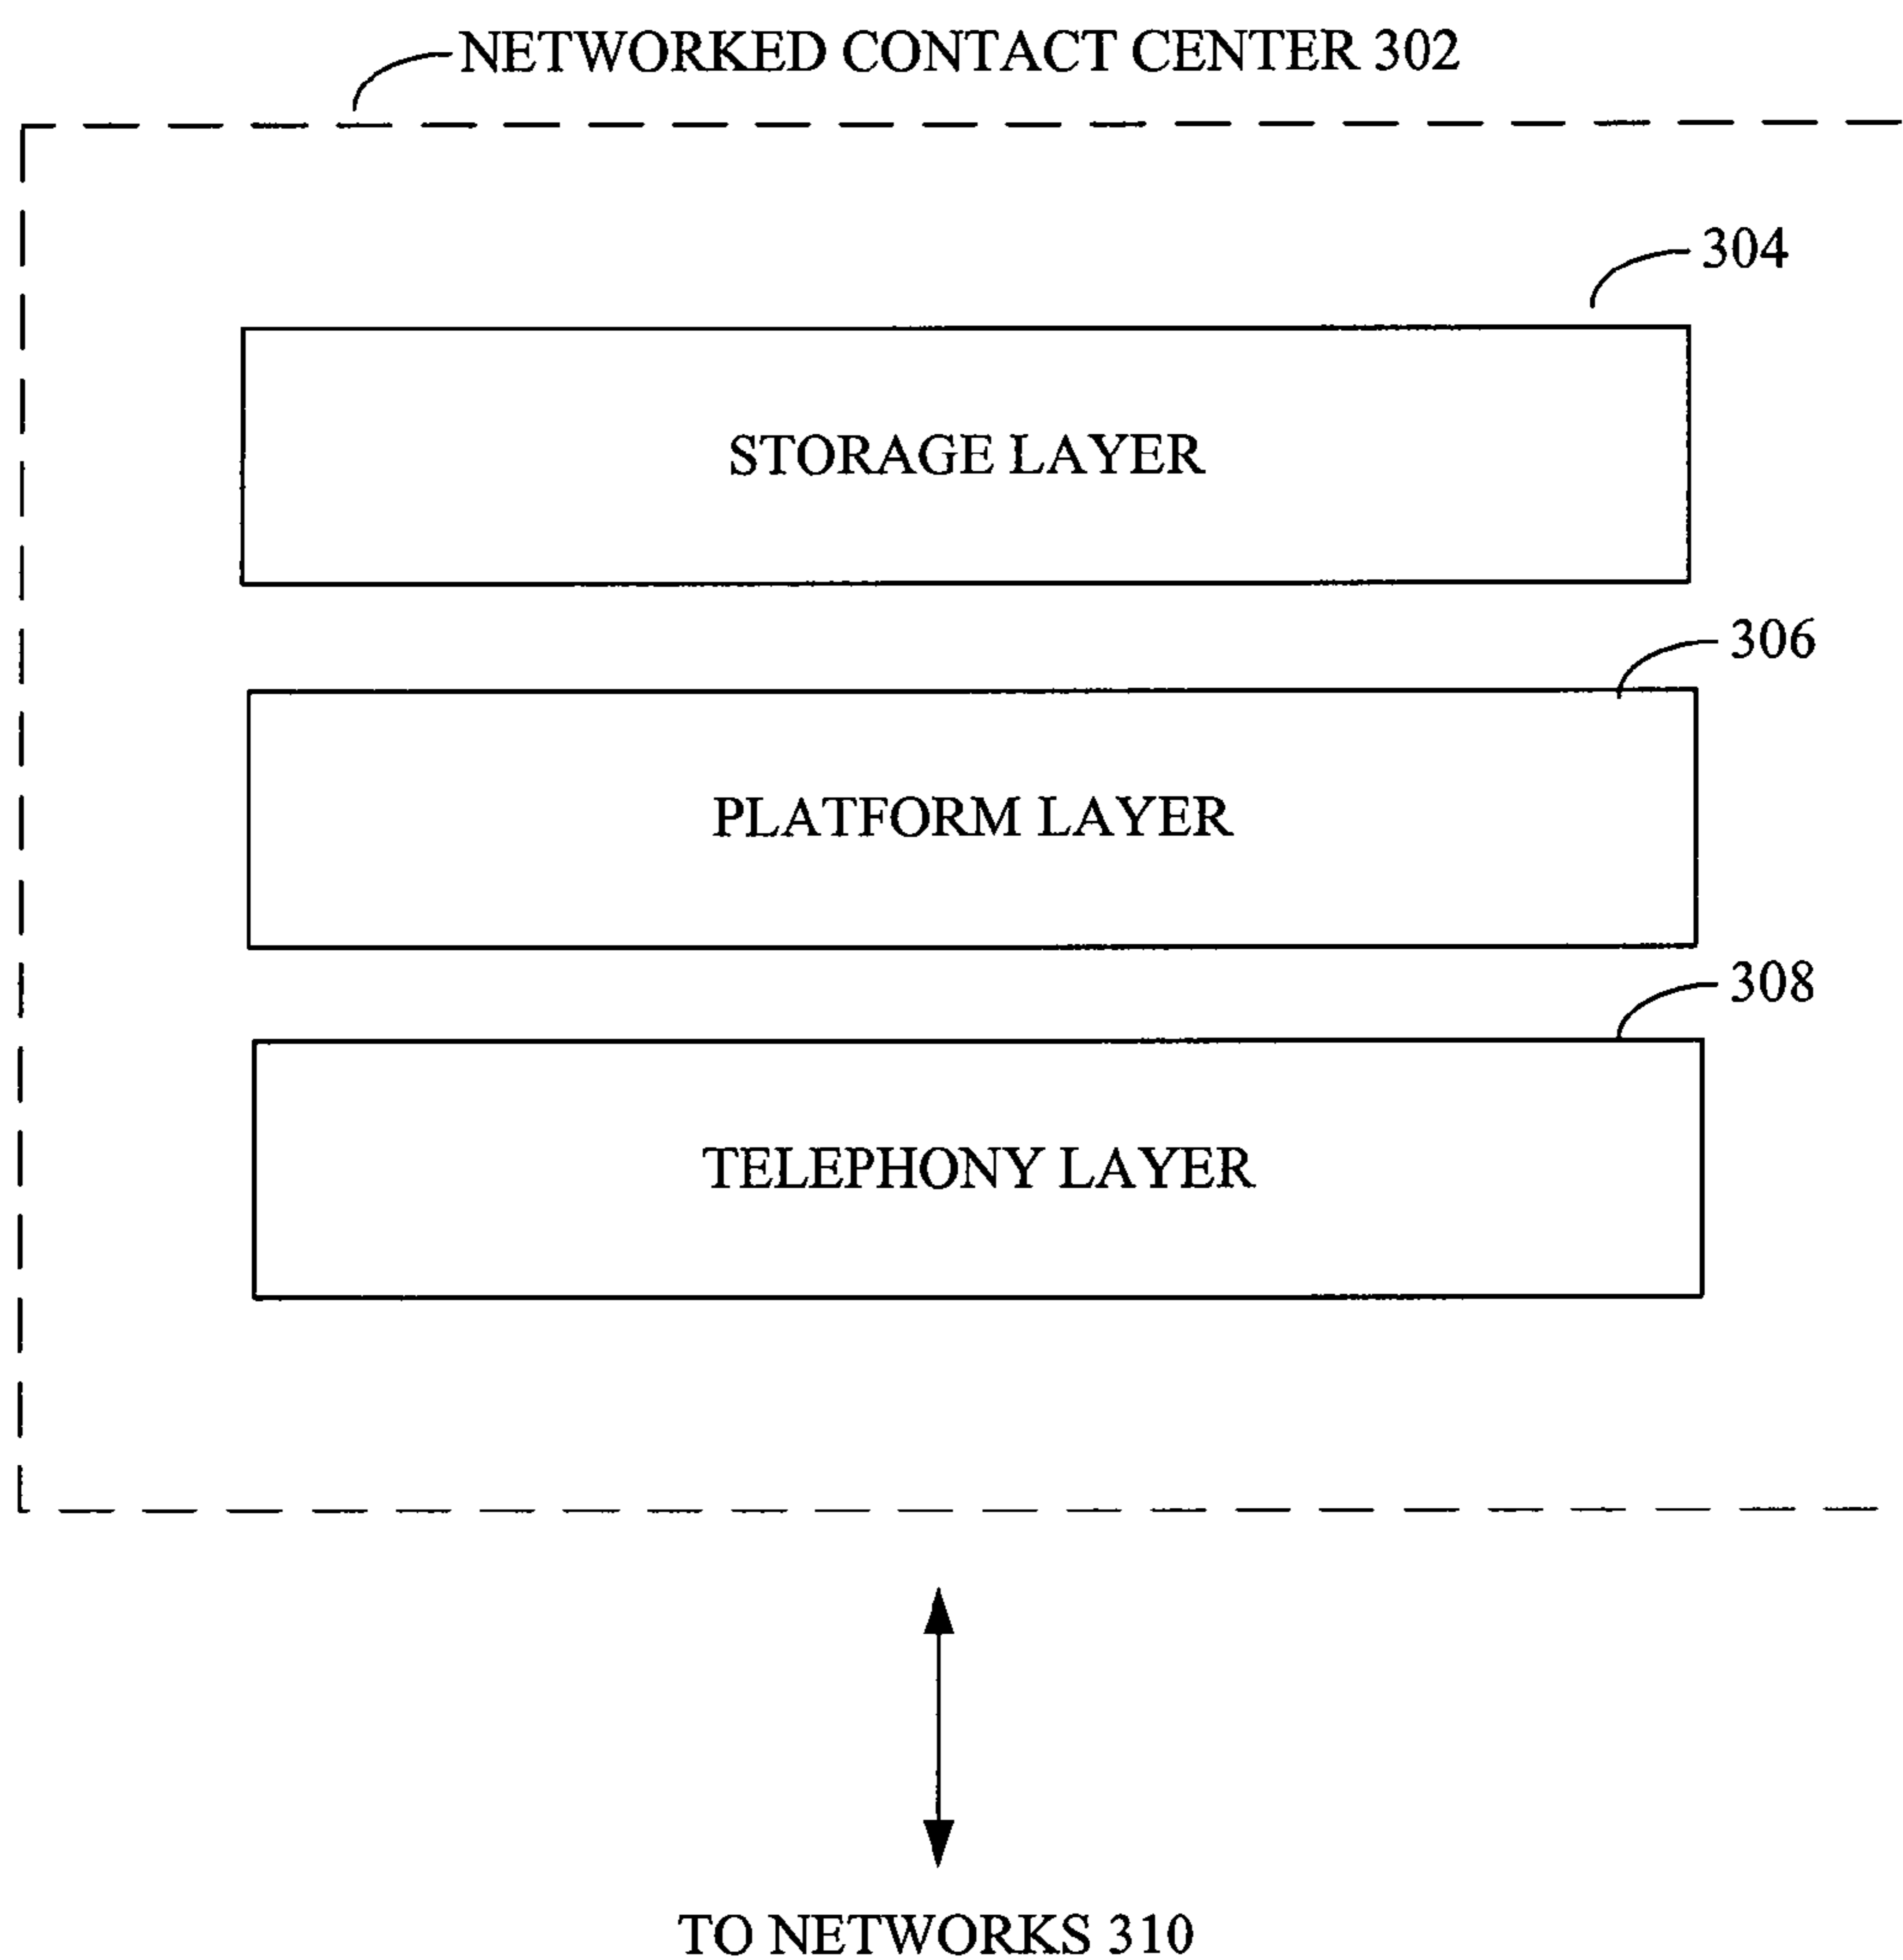 NETWORKED CONTACT CENTER 302
304
STORAGE LAYER
306
PLATFORM LAYER
308
TELEPHONY LAYER
TO NETWORKS 310